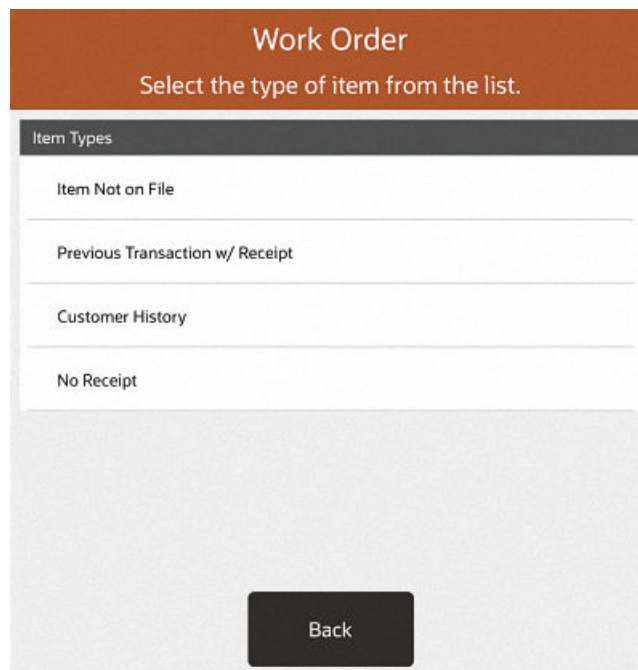 Work Order
Select the type of item from the list.
Item Types
Item Not on File
Previous Transaction w/ Receipt
Customer History
No Receipt
Back